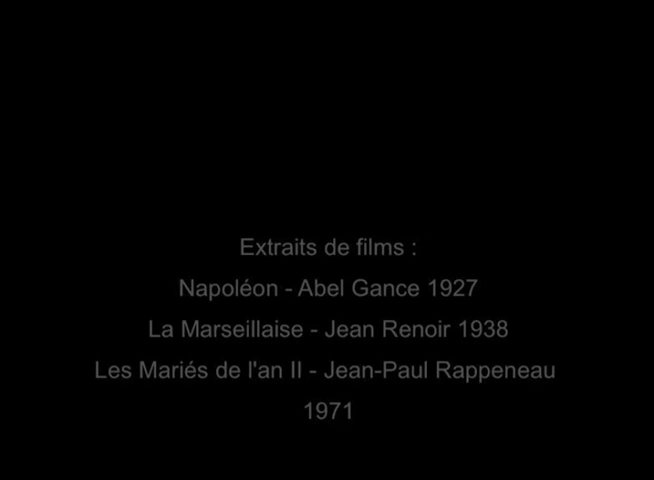 Extraits de films :
Napoléon - Abel Gance 1927
La Marseillaise - Jean Renoir 1938
Les Mariés de l'an II - Jean-Paul Rappeneau
1971